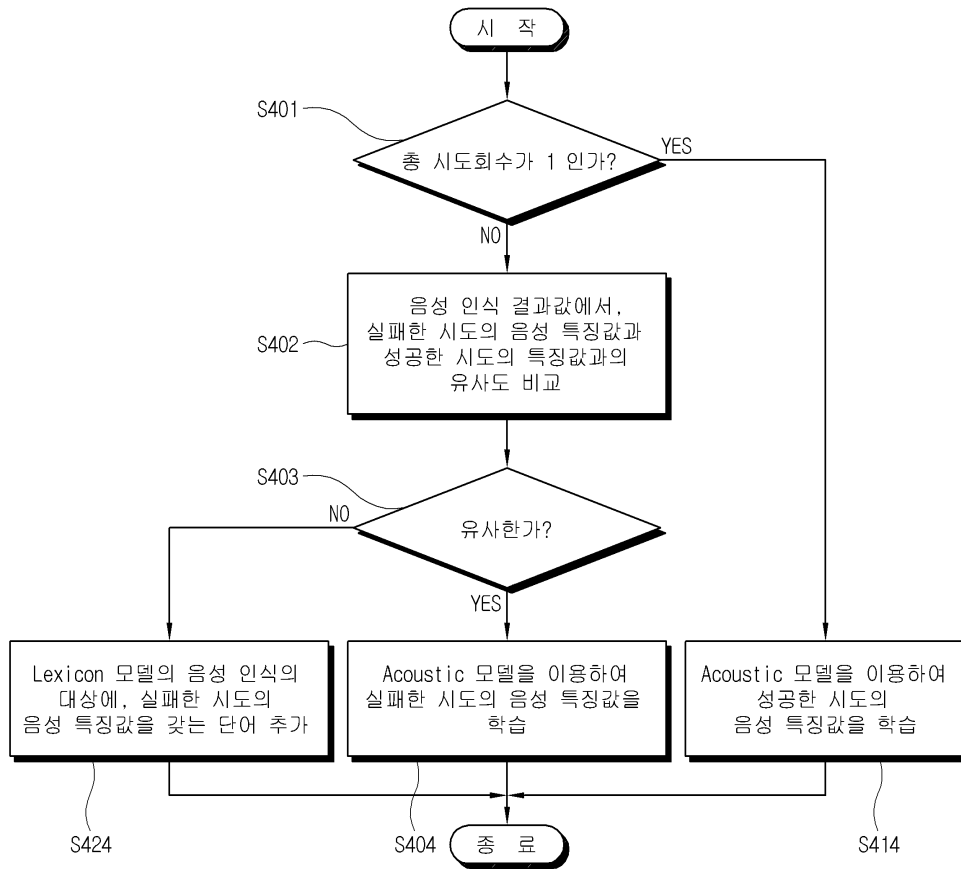 시 작
S401
총 시도회수가 1 인가?
YES
NO
음성 인식 결과값에서,
실패한 시도의 음성 특징값과
성공한 시도의 특징값과의
유사도 비교
S402
S403
유사한가?
NO
YES
Lexicon 모델의 음성 인식의
대상에, 실패한 시도의
음성 특징값을 갖는 단어 추가
Acoustic 모델을 이용하여
실패한 시도의 음성 특징값을
학습
Acoustic 모델을 이용하여
성공한 시도의
음성 특징값을 학습
S424
S404
S414
종 료